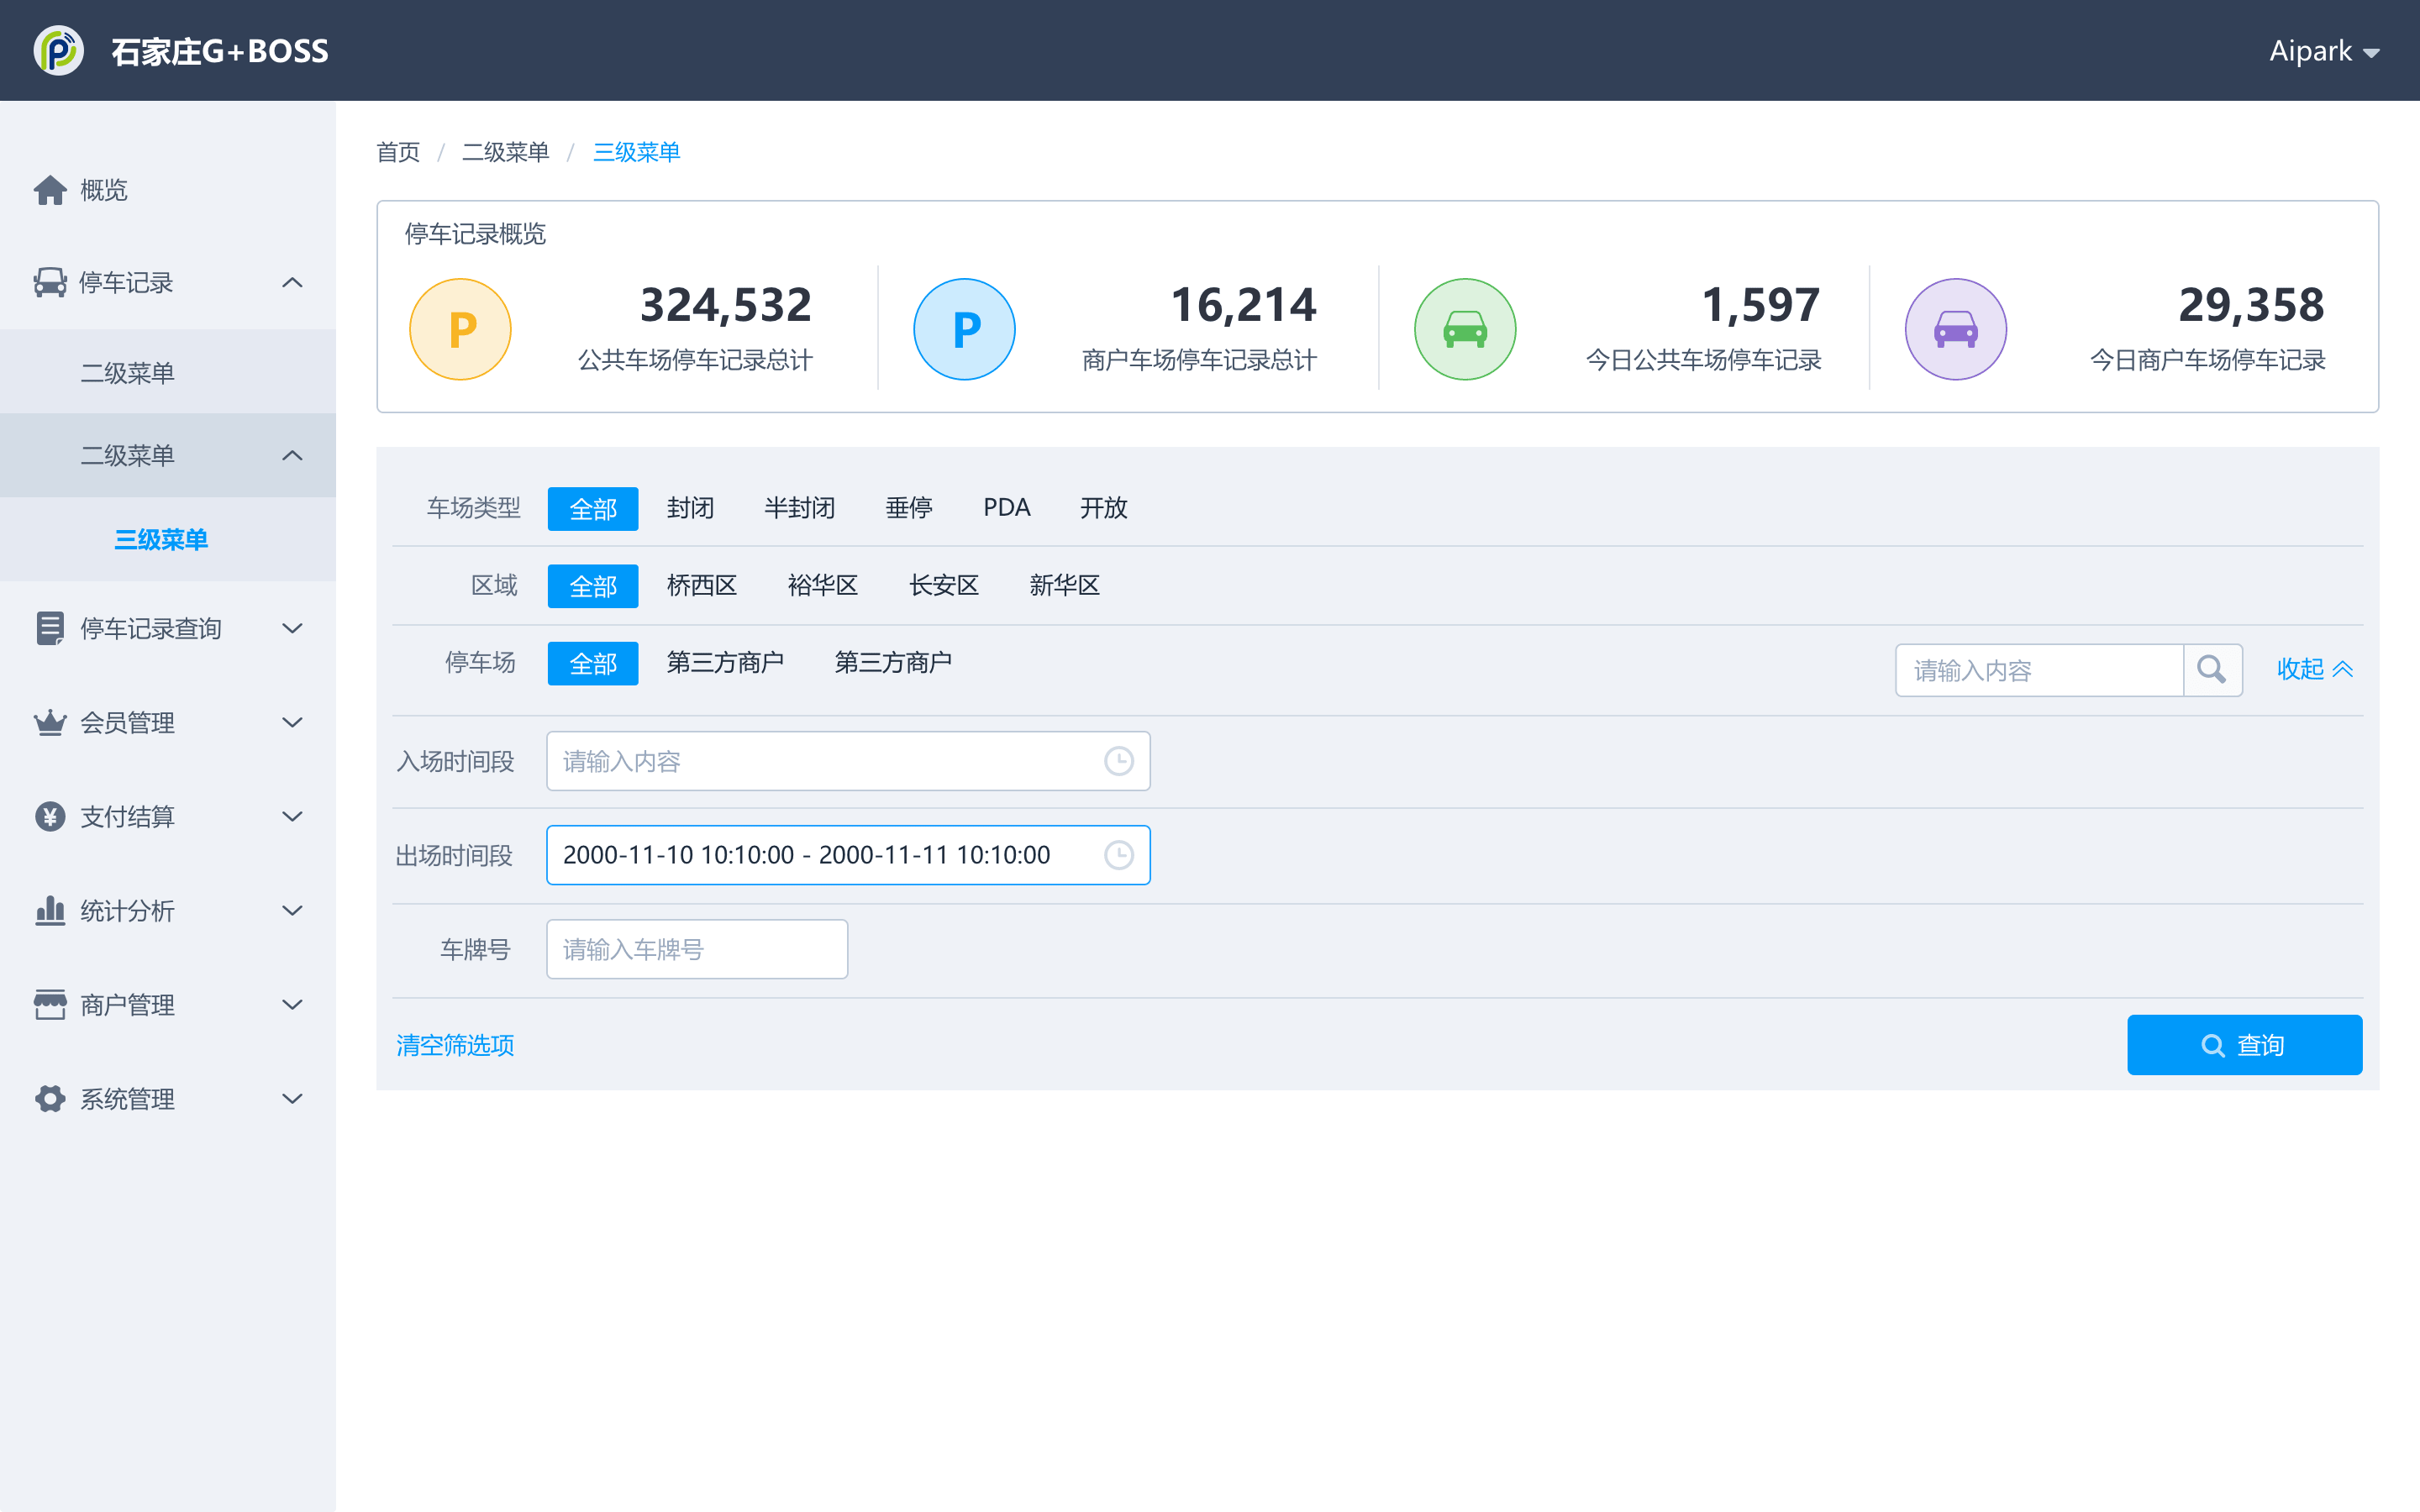 石家庄G+BOSS
Aipark
概览
停车记录
二级菜单
二级菜单
三级菜单
停车记录查询
会员管理
¥ 支付结算
统计分析
商户管理
系统管理
首页 / 二级菜单 / 三级菜单
停车记录概览
P
324,532
公共车场停车记录总计
P
16,214
商户车场停车记录总计
1,597
今日公共车场停车记录
29,358
今日商户车场停车记录
车场类型 全部 封闭 半封闭 垂停 PDA 开放
区域 全部 桥西区 裕华区 长安区 新华区
停车场 全部 第三方商户 第三方商户 请输入内容 收起
入场时间段 请输入内容
出场时间段 2000-11-10 10:10:00 - 2000-11-11 10:10:00
车牌号 请输入车牌号
清空筛选项 查询